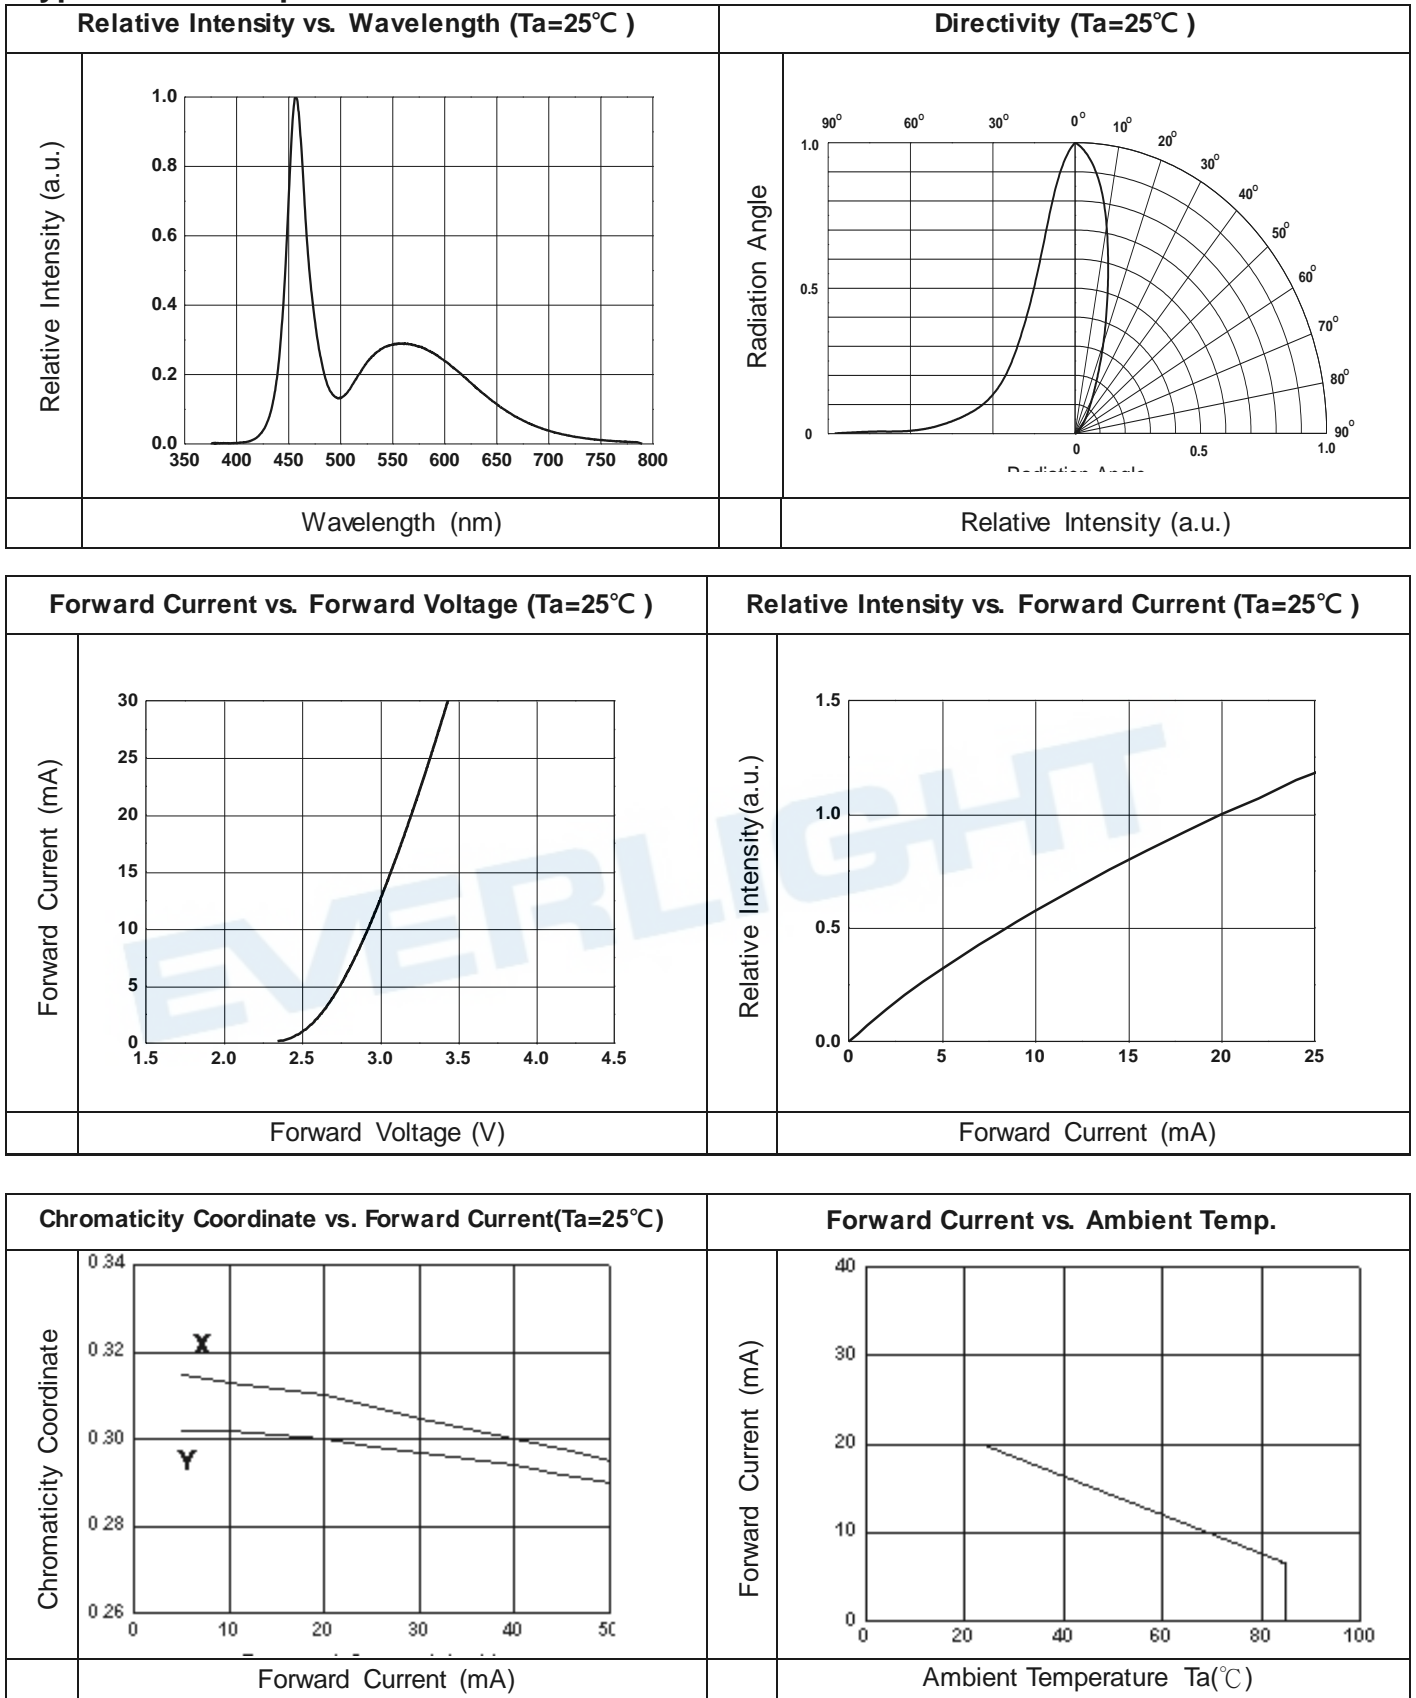 Relative Intensity vs. Wavelength (Ta=25℃ )
Directivity (Ta=25℃ )
Relative Intensity (a.u.)
1.0
0.8
0.6
0.4
0.2
0.0
350 400 450 500 550 600 650 700 750 800
Wavelength (nm)
Radiation Angle
90° 60° 30° 0° 10° 20° 30° 40° 50° 60° 70° 80° 90°
1.0
0.5
0
0 0.5 1.0
Radiation Angle
Relative Intensity (a.u.)
Forward Current vs. Forward Voltage (Ta=25℃ )
Relative Intensity vs. Forward Current (Ta=25℃ )
Forward Current (mA)
30
25
20
15
10
5
0
1.5 2.0 2.5 3.0 3.5 4.0 4.5
Forward Voltage (V)
Relative Intensity(a.u.)
1.5
1.0
0.5
0.0
0 5 10 15 20 25
Forward Current (mA)
EVERLIGHT
Chromaticity Coordinate vs. Forward Current(Ta=25℃)
Forward Current vs. Ambient Temp.
Chromaticity Coordinate
0.34
0.32
0.30
0.28
0.26
X
Y
0 10 20 30 40 50
Forward Current (mA)
Forward Current (mA)
40
30
20
10
0
0 20 40 60 80 100
Ambient Temperature Ta(℃)